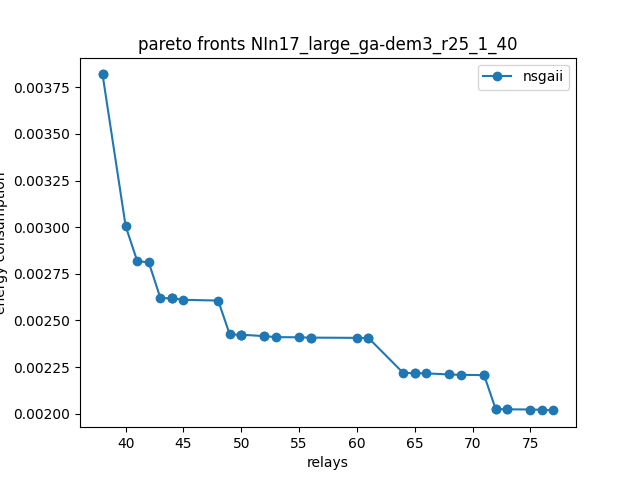 pareto fronts NIn17_large_ga-dem3_r25_1_40
nsgaii
0.00375
0.00350
0.00325
0.00300
0.00275
0.00250
0.00225
0.00200
energy consumption
40 45 50 55 60 65 70 75
relays